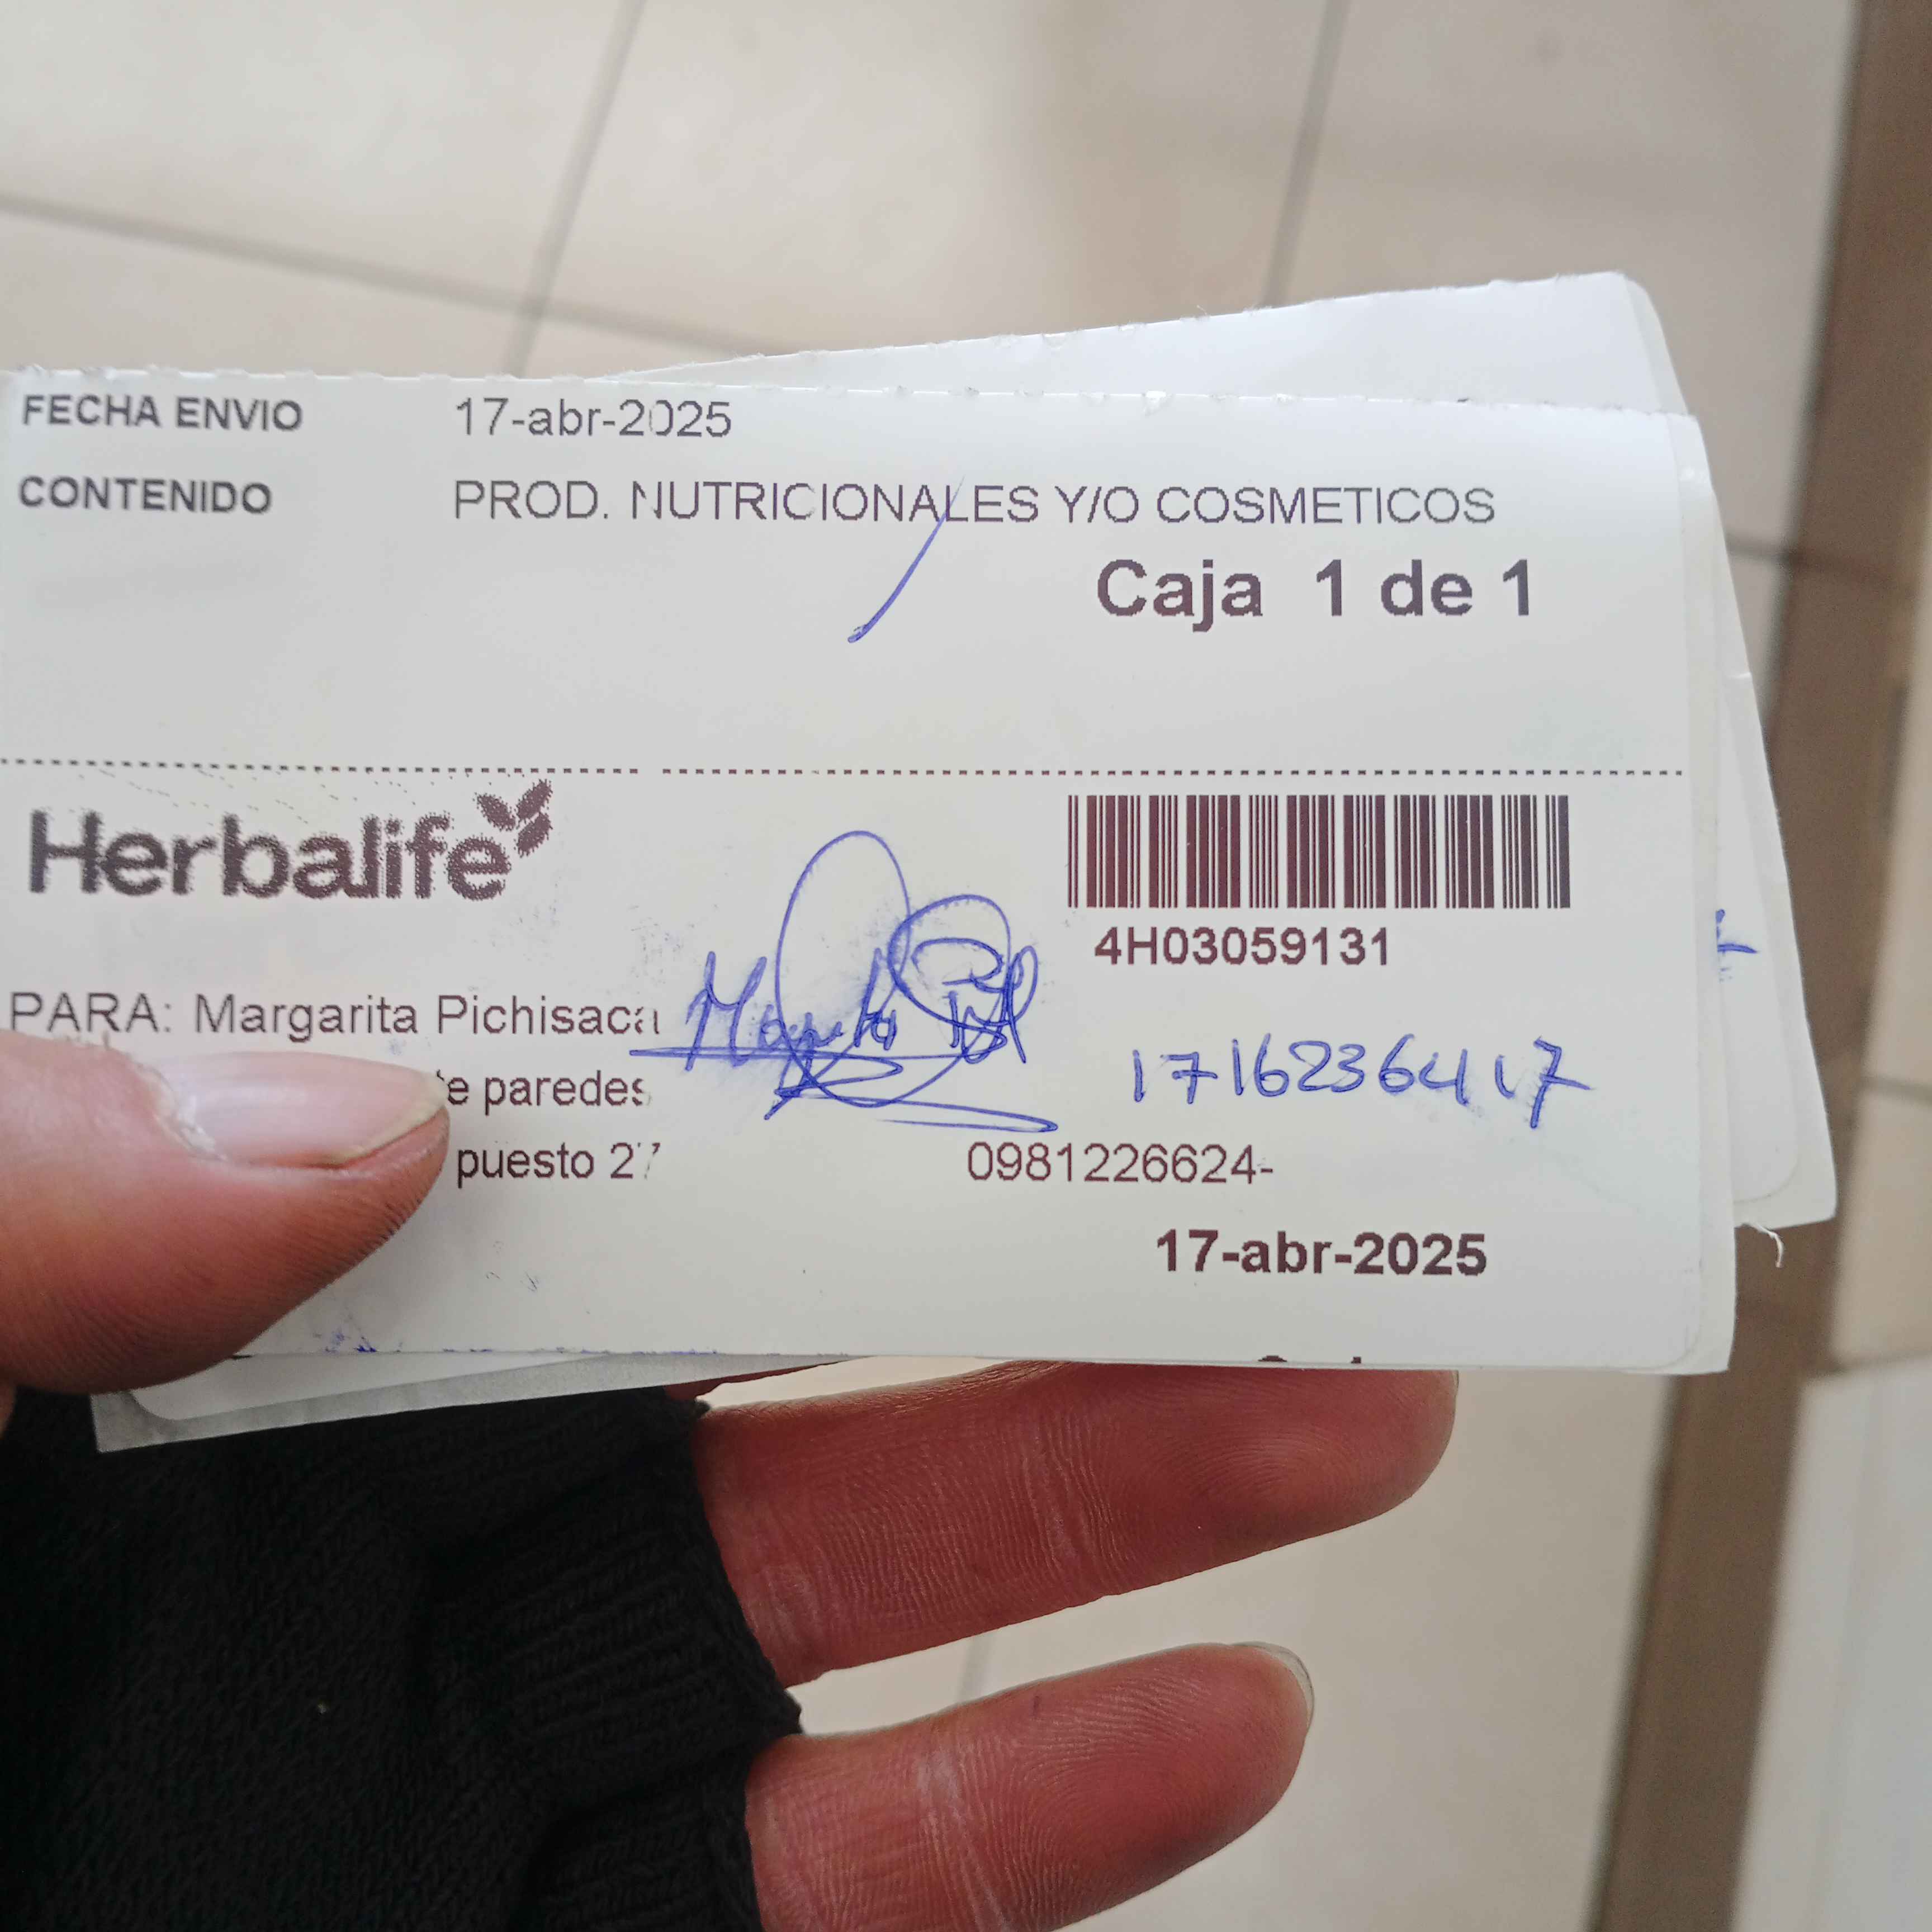 FECHA ENVIO 17-abr-2025
CONTENIDO PROD. NUTRICIONALES Y/O COSMETICOS
Caja 1 de 1
Herbalife
4H03059131
PARA: Margarita Pichisaca
1716236417
paredes
puesto 27 0981226624-
17-abr-2025